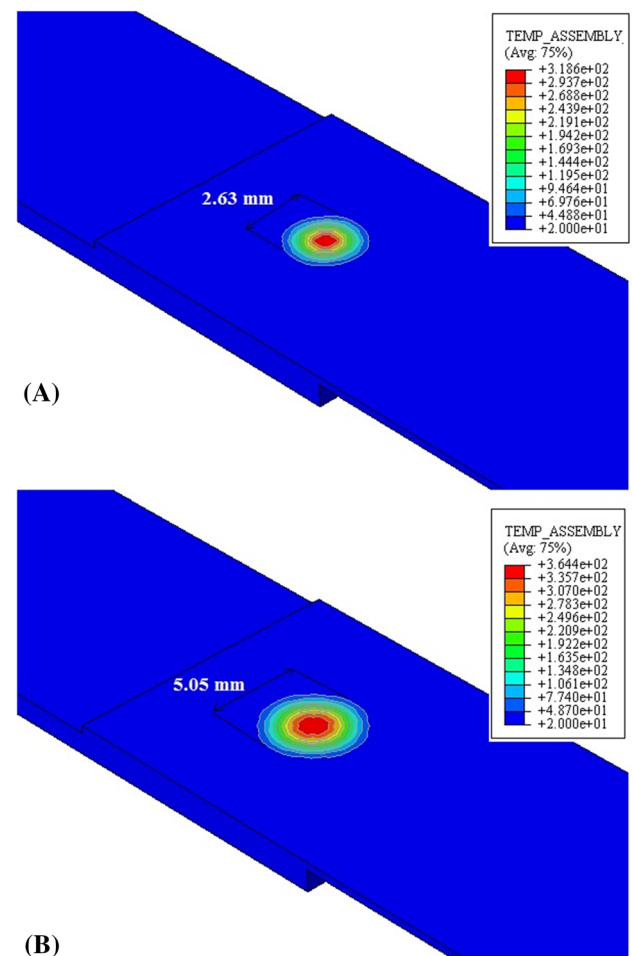 TEMP_ASSEMBLY
(Avg: 75%)
+3.186e+02
+2.937e+02
+2.688e+02
+2.439e+02
+2.191e+02
+1.942e+02
+1.693e+02
+1.444e+02
+1.195e+02
+9.464e+01
+6.976e+01
+4.488e+01
+2.000e+01
2.63 mm
(A)
TEMP_ASSEMBLY
(Avg: 75%)
+3.644e+02
+3.357e+02
+3.070e+02
+2.783e+02
+2.496e+02
+2.209e+02
+1.922e+02
+1.635e+02
+1.348e+02
+1.061e+02
+7.740e+01
+4.870e+01
+2.000e+01
5.05 mm
(B)